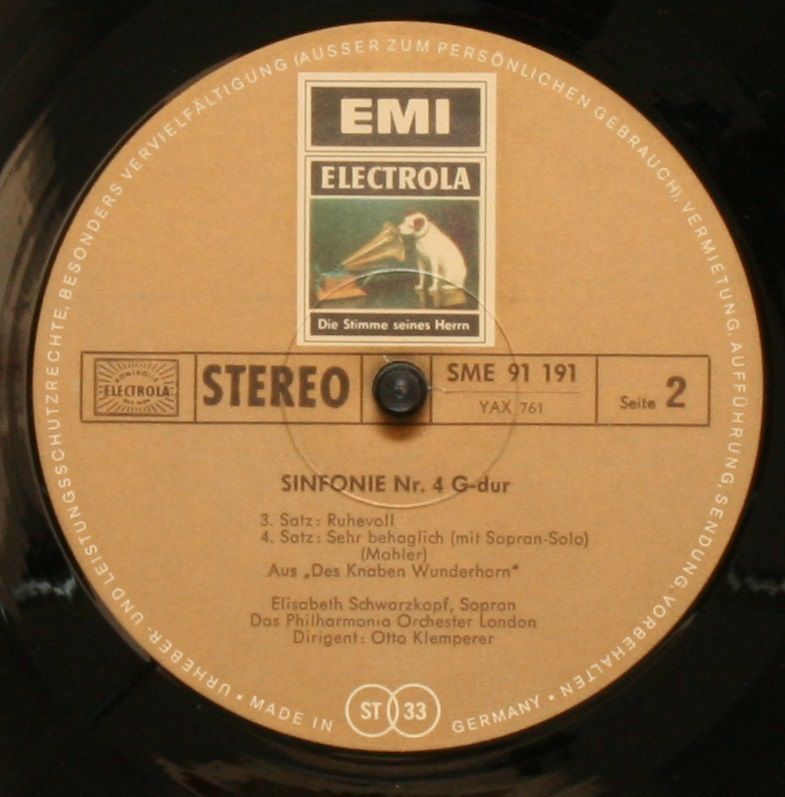 URHEBER- UND LEISTUNGSSCHUTZRECHTE, BESONDERS VERVIELFÄLTIGUNG (AUSSER ZUM PERSÖNLICHEN GEBRAUCH), VERMIETUNG, AUFFÜHRUNG, SENDUNG, VORBEHALTEN •
EMI
ELECTROLA
Die Stimme seines Herrn
ELECTROLA
STEREO
SME 91 191
YAX 761
Seite 2
SINFONIE Nr. 4 G-dur
3. Satz: Ruhevoll
4. Satz: Sehr behaglich (mit Sopran-Solo)
(Mahler)
Aus „Des Knaben Wunderhorn"
Elisabeth Schwarzkopf, Sopran
Das Philharmonia Orchester London
Dirigent: Otto Klemperer
• MADE IN GERMANY
ST 33